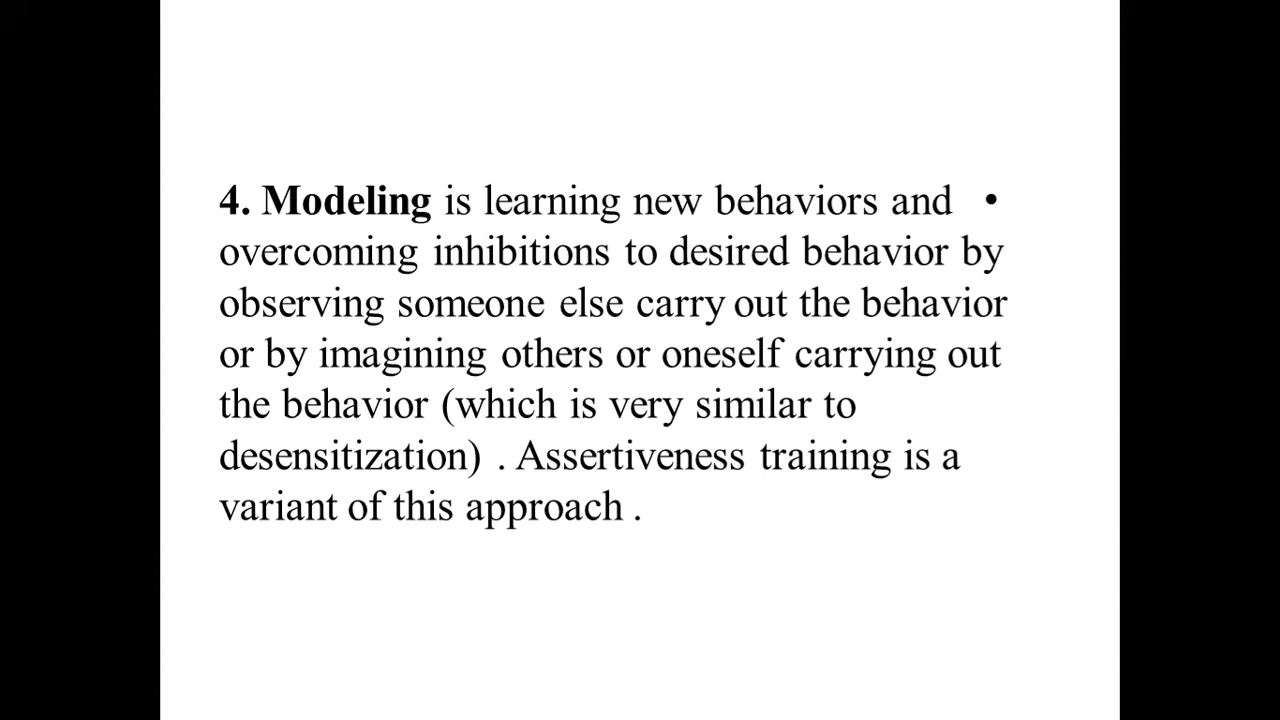 4. Modeling is learning new behaviors and •
overcoming inhibitions to desired behavior by
observing someone else carry out the behavior
or by imagining others or oneself carrying out
the behavior (which is very similar to
desensitization) . Assertiveness training is a
variant of this approach .